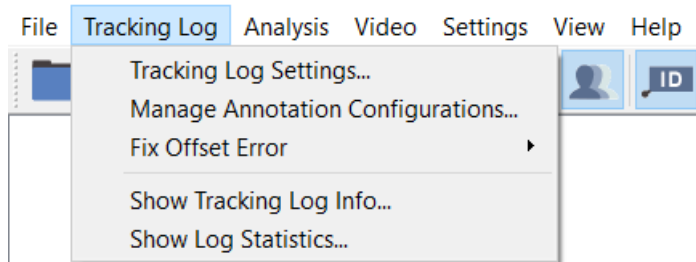 File Tracking Log Analysis Video Settings View Help
ID
Tracking Log Settings...
Manage Annotation Configurations...
Fix Offset Error
Show Tracking Log Info...
Show Log Statistics...